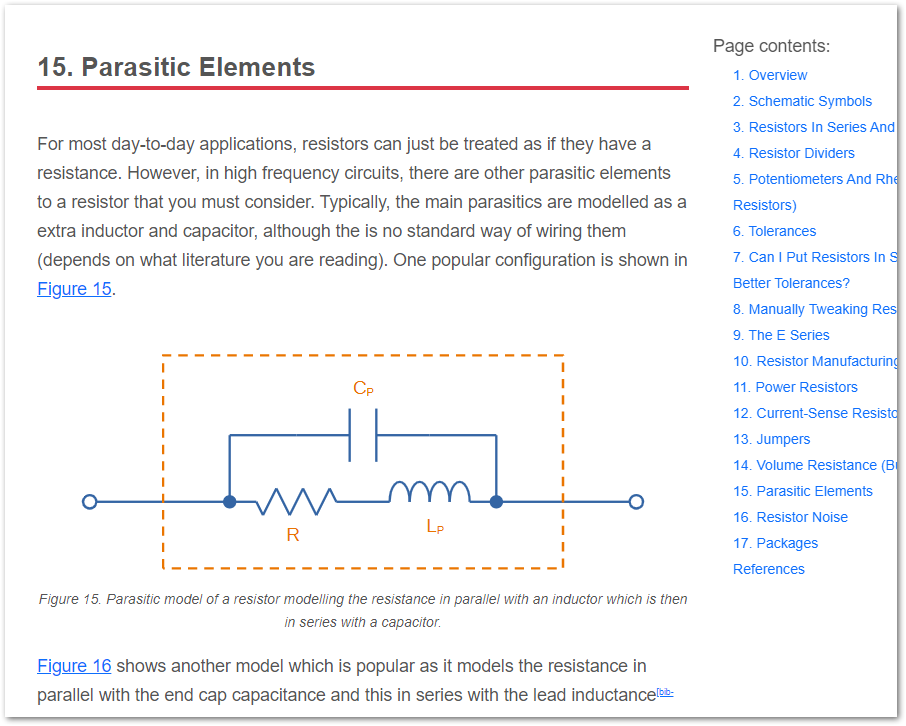 15. Parasitic Elements
For most day-to-day applications, resistors can just be treated as if they have a
resistance. However, in high frequency circuits, there are other parasitic elements
to a resistor that you must consider. Typically, the main parasitics are modelled as a
extra inductor and capacitor, although the is no standard way of wiring them
(depends on what literature you are reading). One popular configuration is shown in
Figure 15.
CP
R
LP
Figure 15. Parasitic model of a resistor modelling the resistance in parallel with an inductor which is then
in series with a capacitor.
Figure 16 shows another model which is popular as it models the resistance in
parallel with the end cap capacitance and this in series with the lead inductance[bib-
Page contents:
1. Overview
2. Schematic Symbols
3. Resistors In Series And
4. Resistor Dividers
5. Potentiometers And Rhe
Resistors)
6. Tolerances
7. Can I Put Resistors In S
Better Tolerances?
8. Manually Tweaking Res
9. The E Series
10. Resistor Manufacturing
11. Power Resistors
12. Current-Sense Resisto
13. Jumpers
14. Volume Resistance (Bu
15. Parasitic Elements
16. Resistor Noise
17. Packages
References